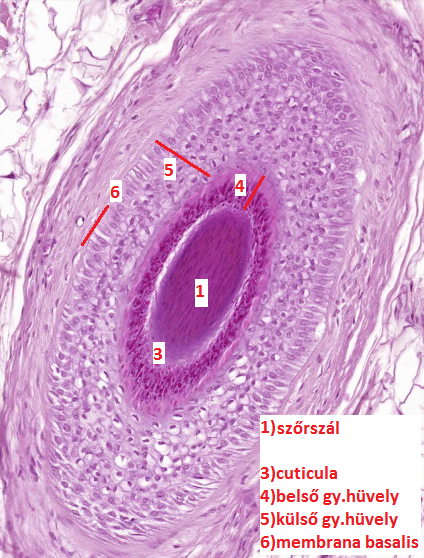 6
5
4
1
3
1)szőrszál
3)cuticula
4)belső gy.hüvely
5)külső gy.hüvely
6)membrana basalis